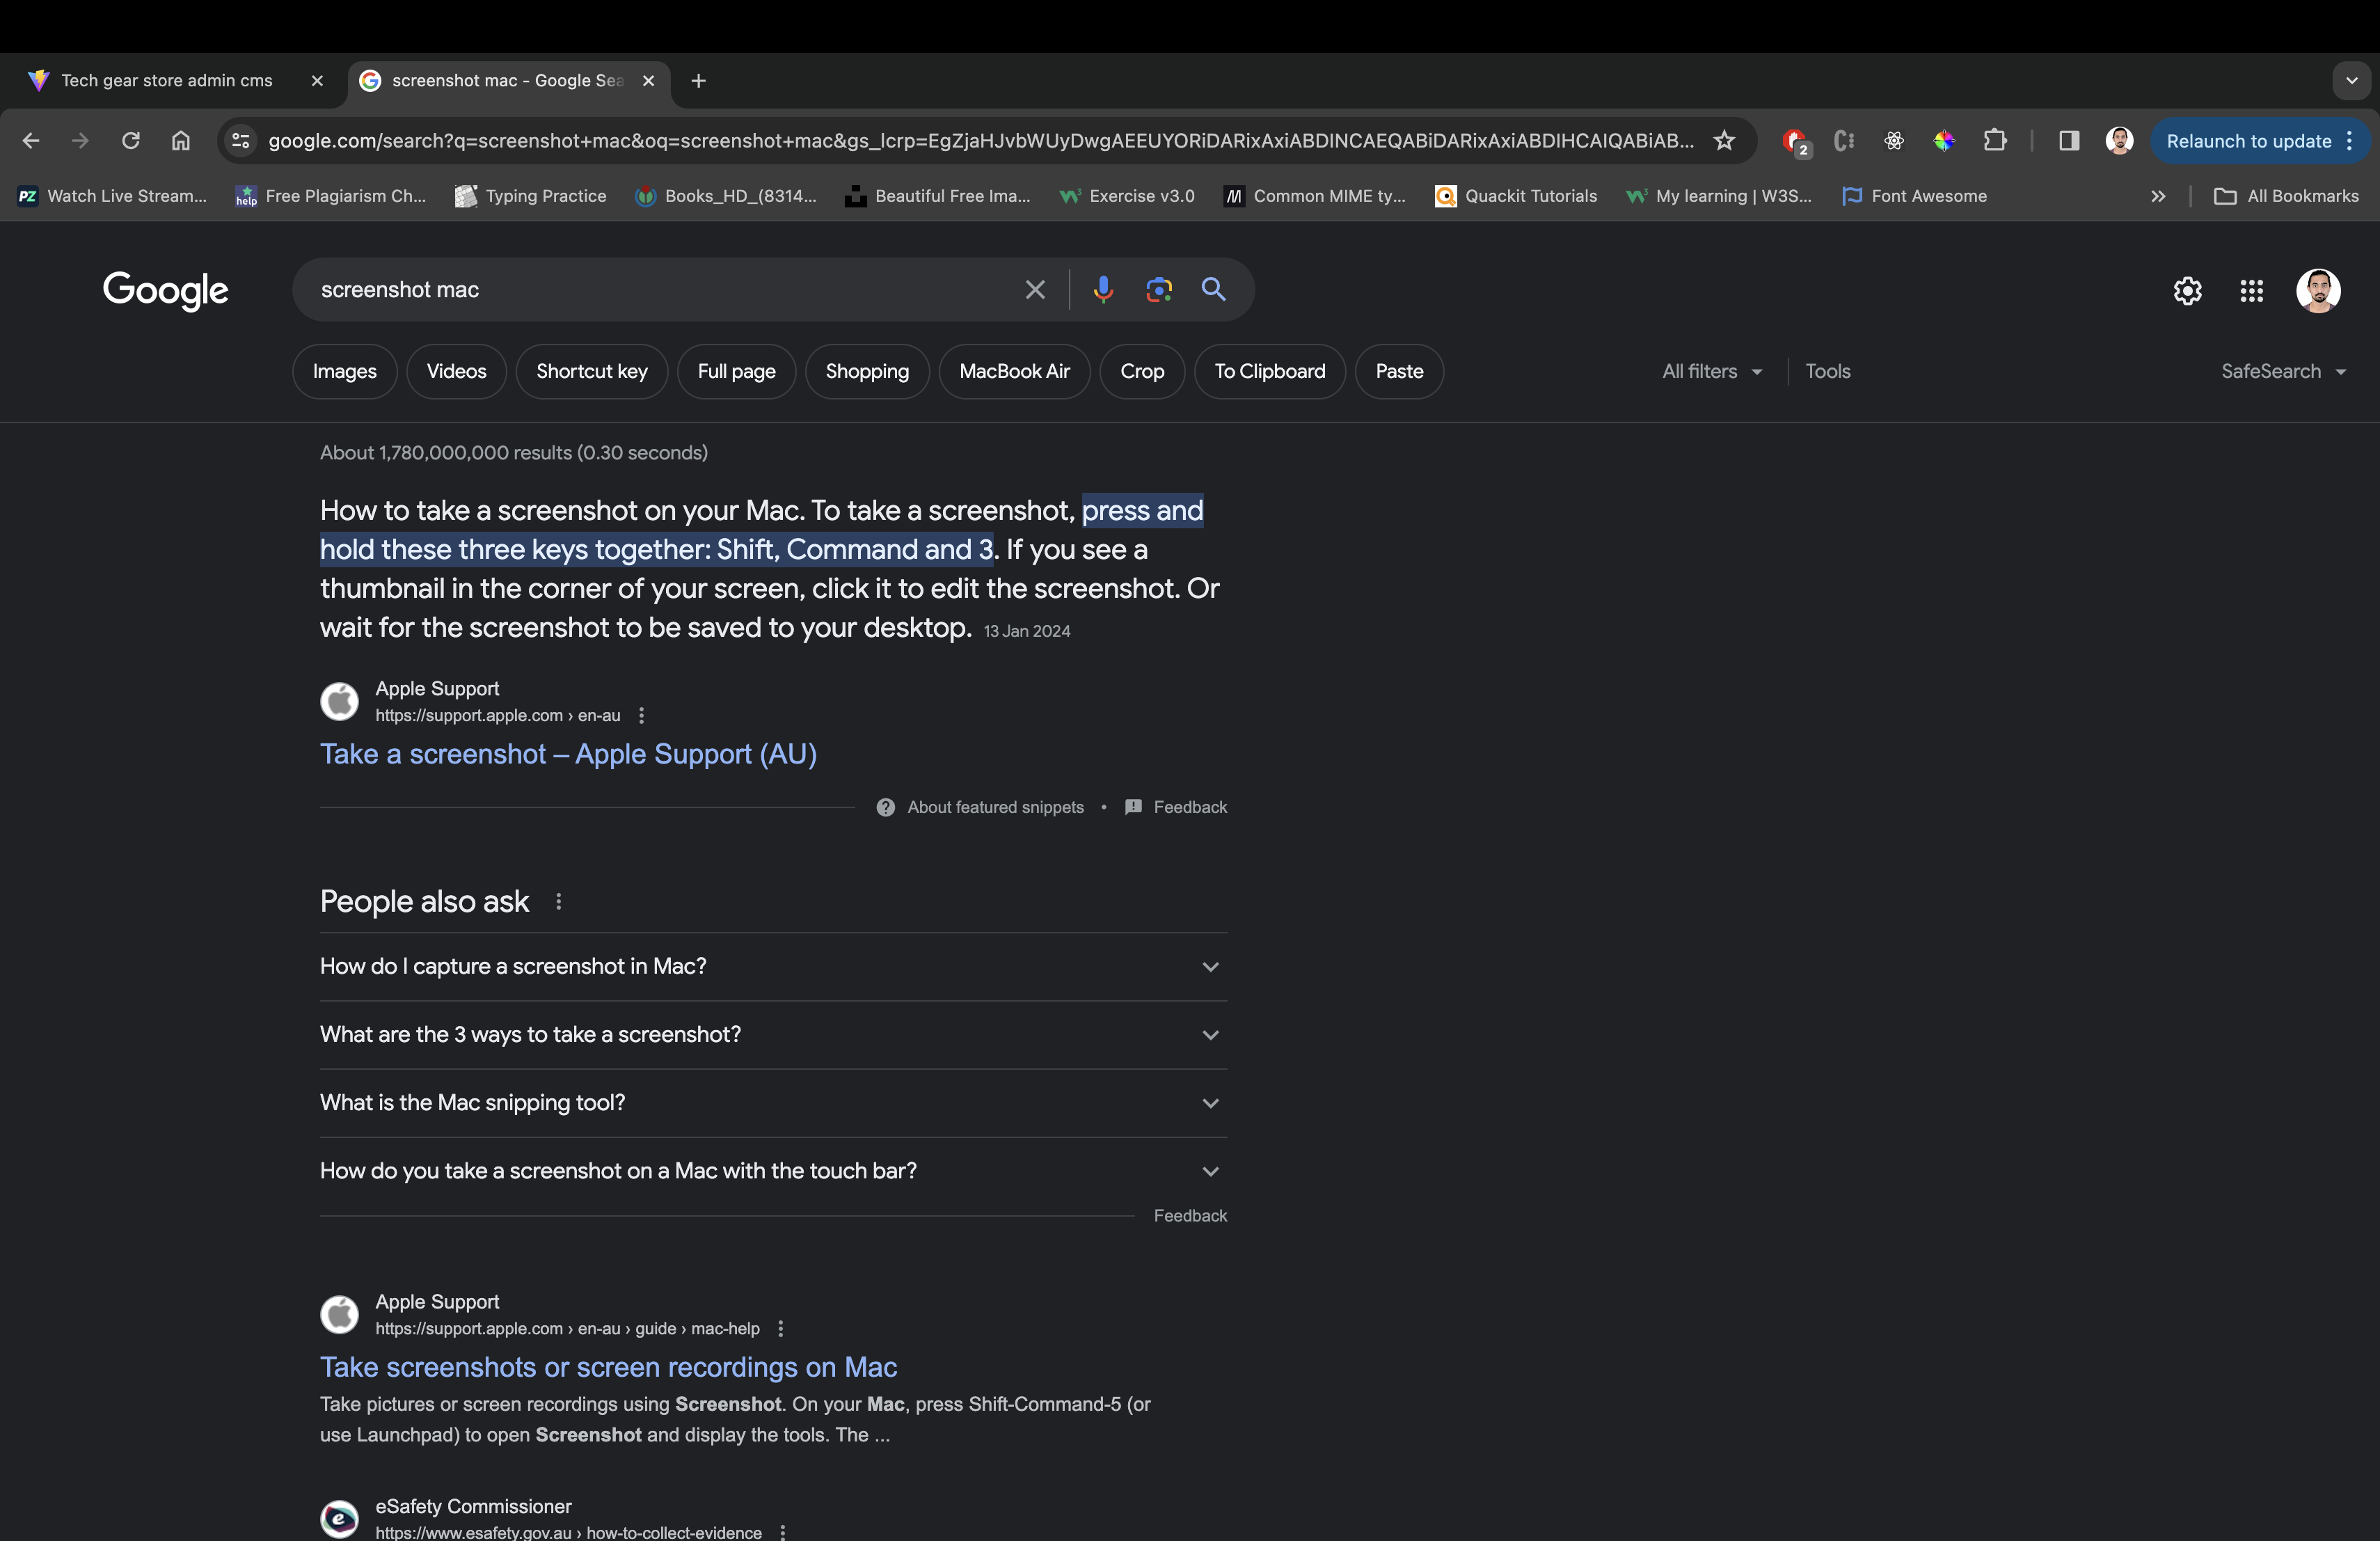 Tech gear store admin cms
screenshot mac - Google Sea
google.com/search?q=screenshot+mac&oq=screenshot+mac&gs_lcrp=EgZjaHJvbWUyDwgAEEUYORiDARixAxiABDINCAEQABiDARixAxiABDIHCAIQABiAB...
2
Relaunch to update
PZ
Watch Live Stream...
help
Free Plagiarism Ch...
Typing Practice
Books_HD_(8314...
Beautiful Free Ima...
Exercise v3.0
Common MIME ty...
Quackit Tutorials
My learning | W3S...
Font Awesome
All Bookmarks
Google
screenshot mac
Images
Videos
Shortcut key
Full page
Shopping
MacBook Air
Crop
To Clipboard
Paste
All filters
Tools
SafeSearch
About 1,780,000,000 results (0.30 seconds)
How to take a screenshot on your Mac. To take a screenshot, press and
hold these three keys together: Shift, Command and 3. If you see a
thumbnail in the corner of your screen, click it to edit the screenshot. Or
wait for the screenshot to be saved to your desktop. 13 Jan 2024
Apple Support
https://support.apple.com › en-au
Take a screenshot – Apple Support (AU)
About featured snippets • Feedback
People also ask
How do I capture a screenshot in Mac?
What are the 3 ways to take a screenshot?
What is the Mac snipping tool?
How do you take a screenshot on a Mac with the touch bar?
Feedback
Apple Support
https://support.apple.com › en-au › guide › mac-help
Take screenshots or screen recordings on Mac
Take pictures or screen recordings using Screenshot. On your Mac, press Shift-Command-5 (or
use Launchpad) to open Screenshot and display the tools. The ...
eSafety Commissioner
https://www.esafety.gov.au › how-to-collect-evidence